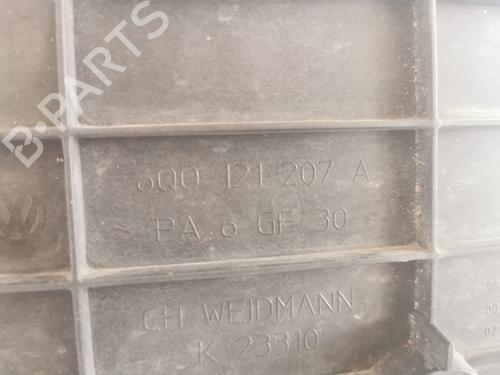 B-PARTS
6Q0 121 207 A
> PA 6 GF 30
CH-WEIDMANN
K 23310